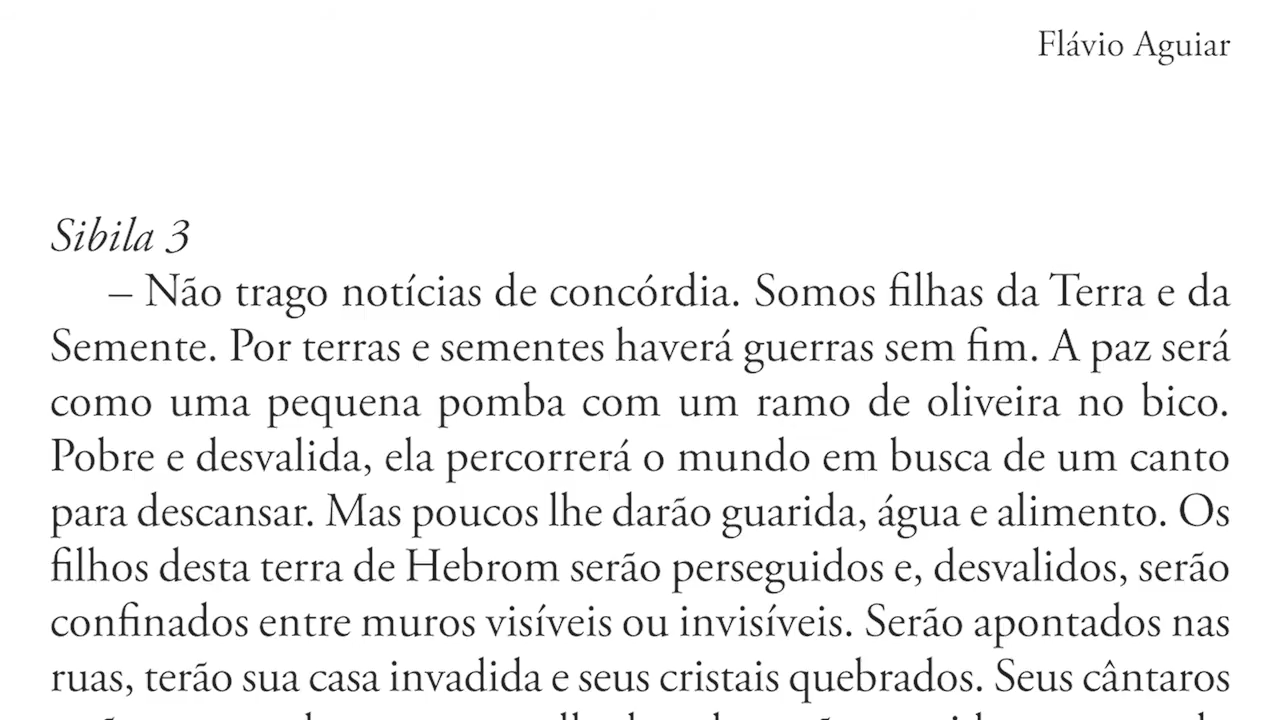 Flávio Aguiar
Sibila 3
– Não trago notícias de concórdia. Somos filhas da Terra e da
Semente. Por terras e sementes haverá guerras sem fim. A paz será
como uma pequena pomba com um ramo de oliveira no bico.
Pobre e desvalida, ela percorrerá o mundo em busca de um canto
para descansar. Mas poucos lhe darão guarida, água e alimento. Os
filhos desta terra de Hebrom serão perseguidos e, desvalidos, serão
confinados entre muros visíveis ou invisíveis. Serão apontados nas
ruas, terão sua casa invadida e seus cristais quebrados. Seus cântaros